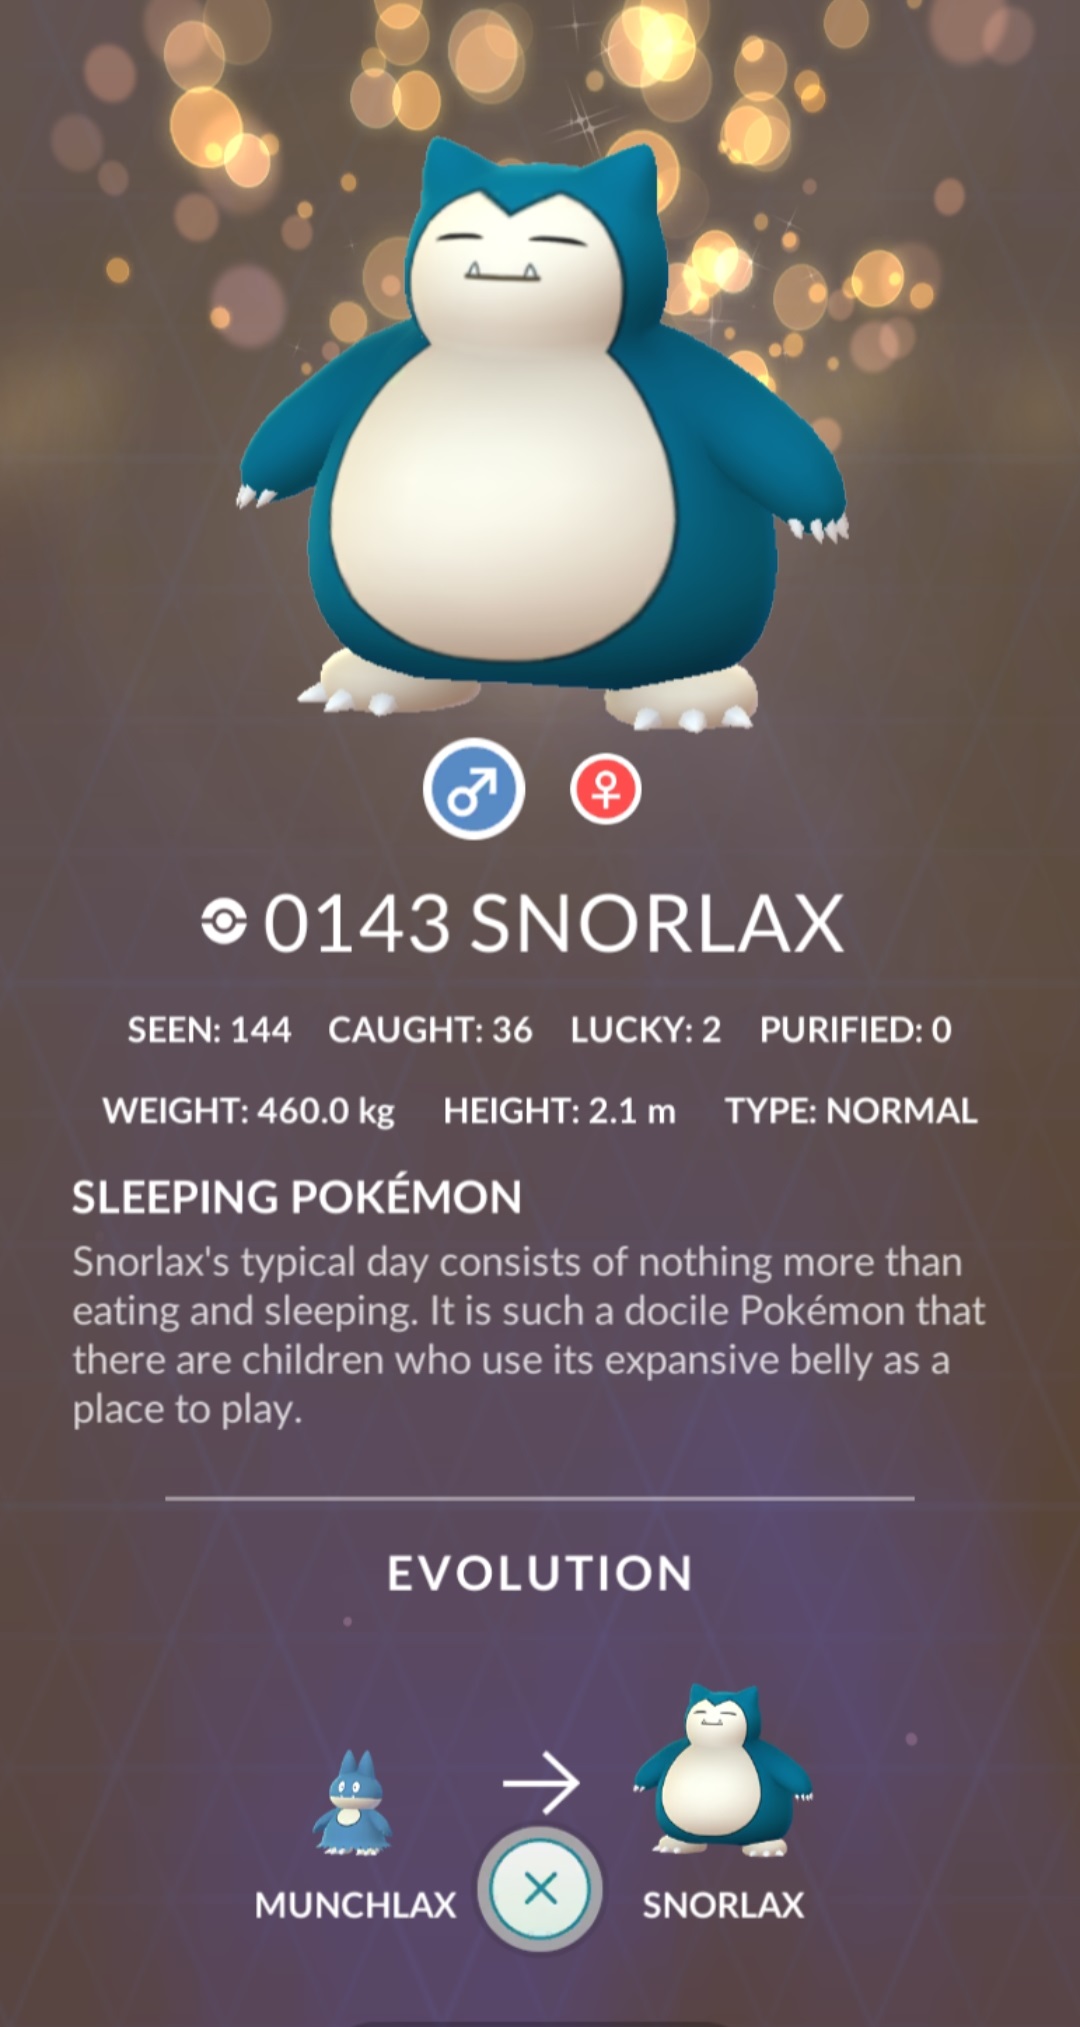 0143 SNORLAX
SEEN: 144 CAUGHT: 36 LUCKY: 2 PURIFIED: 0
WEIGHT: 460.0 kg HEIGHT: 2.1 m TYPE: NORMAL
SLEEPING POKÉMON
Snorlax's typical day consists of nothing more than
eating and sleeping. It is such a docile Pokémon that
there are children who use its expansive belly as a
place to play.
EVOLUTION
MUNCHLAX SNORLAX